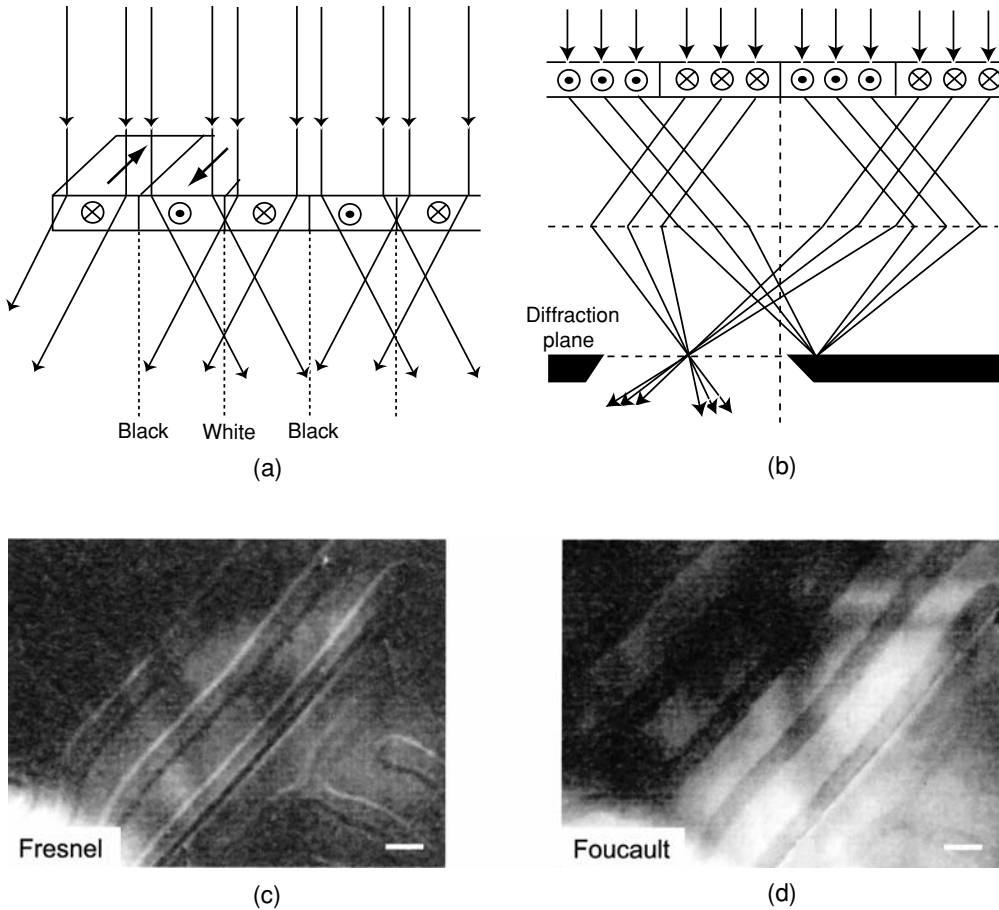 Black
White
Black
(a)
Diffraction
plane
(b)
Fresnel
(c)
Foucault
(d)